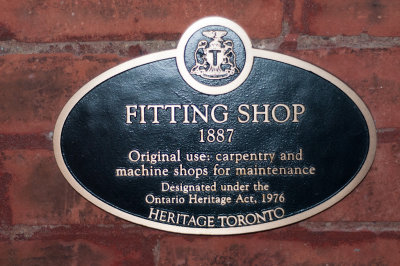 T
FITTING SHOP
1887
Original use: carpentry and
machine shops for maintenance
Designated under the
Ontario Heritage Act, 1976
HERITAGE TORONTO